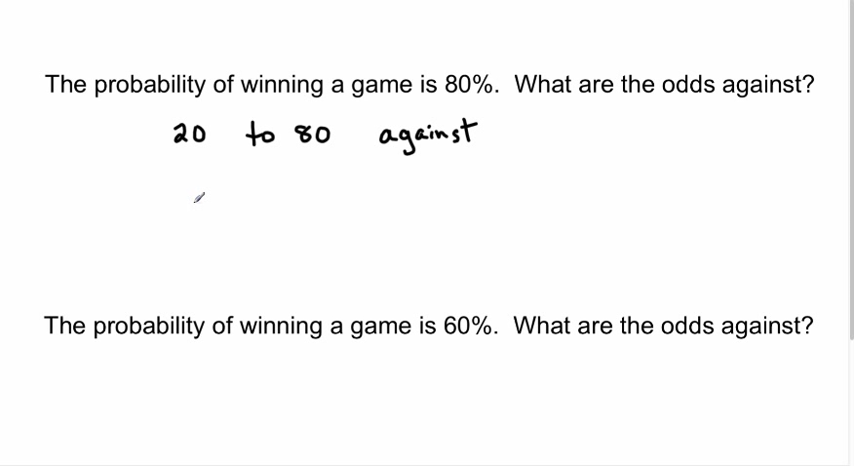 The probability of winning a game is 80%. What are the odds against?
20 to 80 against
The probability of winning a game is 60%. What are the odds against?